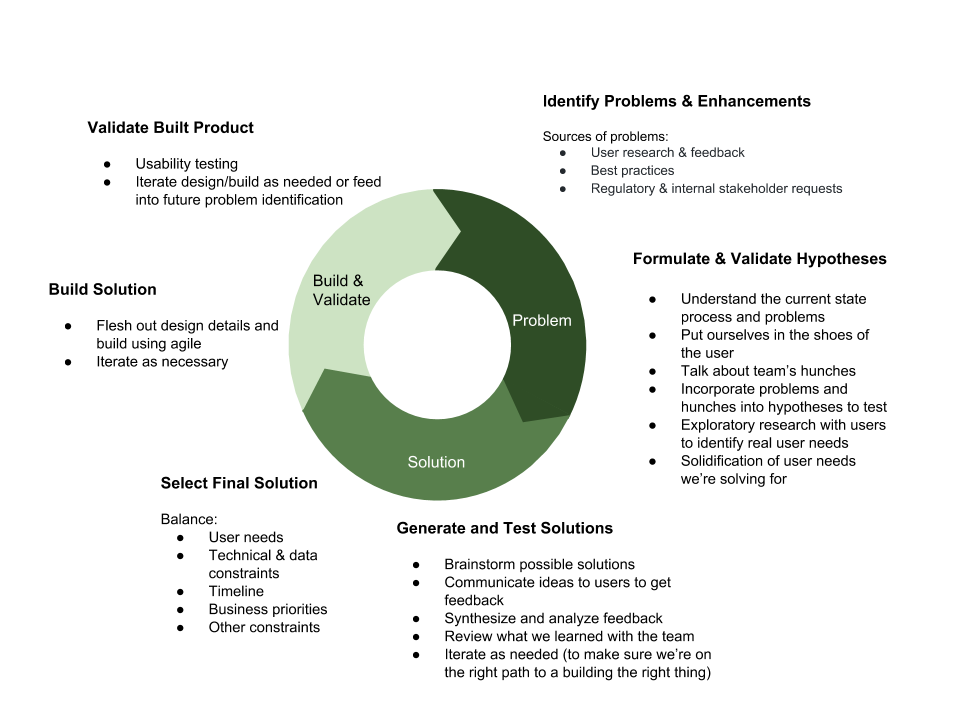 Identify Problems & Enhancements
Sources of problems:
● User research & feedback
● Best practices
● Regulatory & internal stakeholder requests
Formulate & Validate Hypotheses
● Understand the current state
process and problems
● Put ourselves in the shoes of
the user
● Talk about team's hunches
● Incorporate problems and
hunches into hypotheses to test
● Exploratory research with users
to identify real user needs
● Solidification of user needs
we're solving for
Generate and Test Solutions
● Brainstorm possible solutions
● Communicate ideas to users to get
feedback
● Synthesize and analyze feedback
● Review what we learned with the team
● Iterate as needed (to make sure we're on
the right path to a building the right thing)
Select Final Solution
Balance:
● User needs
● Technical & data
constraints
● Timeline
● Business priorities
● Other constraints
Build Solution
● Flesh out design details and
build using agile
● Iterate as necessary
Validate Built Product
● Usability testing
● Iterate design/build as needed or feed
into future problem identification
Problem
Solution
Build &
Validate